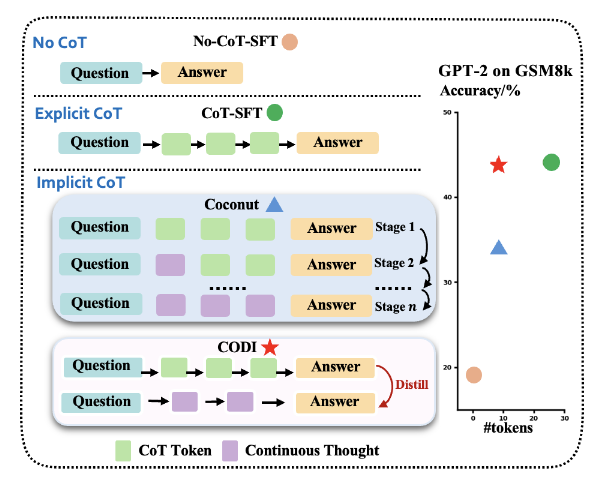 No CoT
No-CoT-SFT
Question Answer
Explicit CoT
CoT-SFT
Question Answer
Implicit CoT
Coconut
Question Answer Stage 1
Question Answer Stage 2
...... ......
Question Answer Stage n
CODI
Question Answer
Distill
Question Answer
CoT Token Continuous Thought
GPT-2 on GSM8k
Accuracy/%
50
40
30
20
0 10 20 30
#tokens